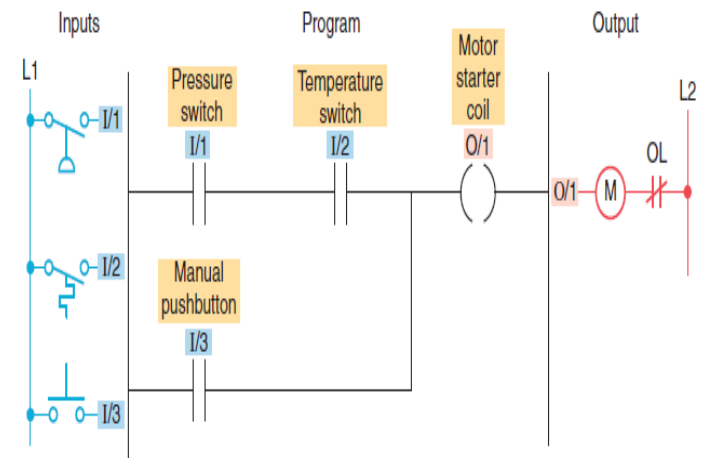 Inputs
Program
Output
L1
Pressure
switch
I/1
Temperature
switch
I/2
Motor
starter
coil
O/1
L2
I/1
O/1
M
OL
I/2
Manual
pushbutton
I/3
I/3